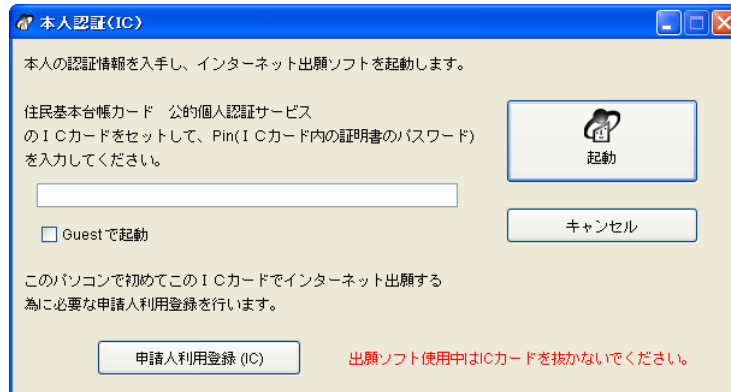 本人認証(IC)
本人の認証情報を入手し、インターネット出願ソフトを起動します。
住民基本台帳カード　公的個人認証サービス
のＩＣカードをセットして、Pin(ＩＣカード内の証明書のパスワード)
を入力してください。
起動
Guestで起動
キャンセル
このパソコンで初めてこのＩＣカードでインターネット出願する
為に必要な申請人利用登録を行います。
申請人利用登録 (IC)
出願ソフト使用中はICカードを抜かないでください。